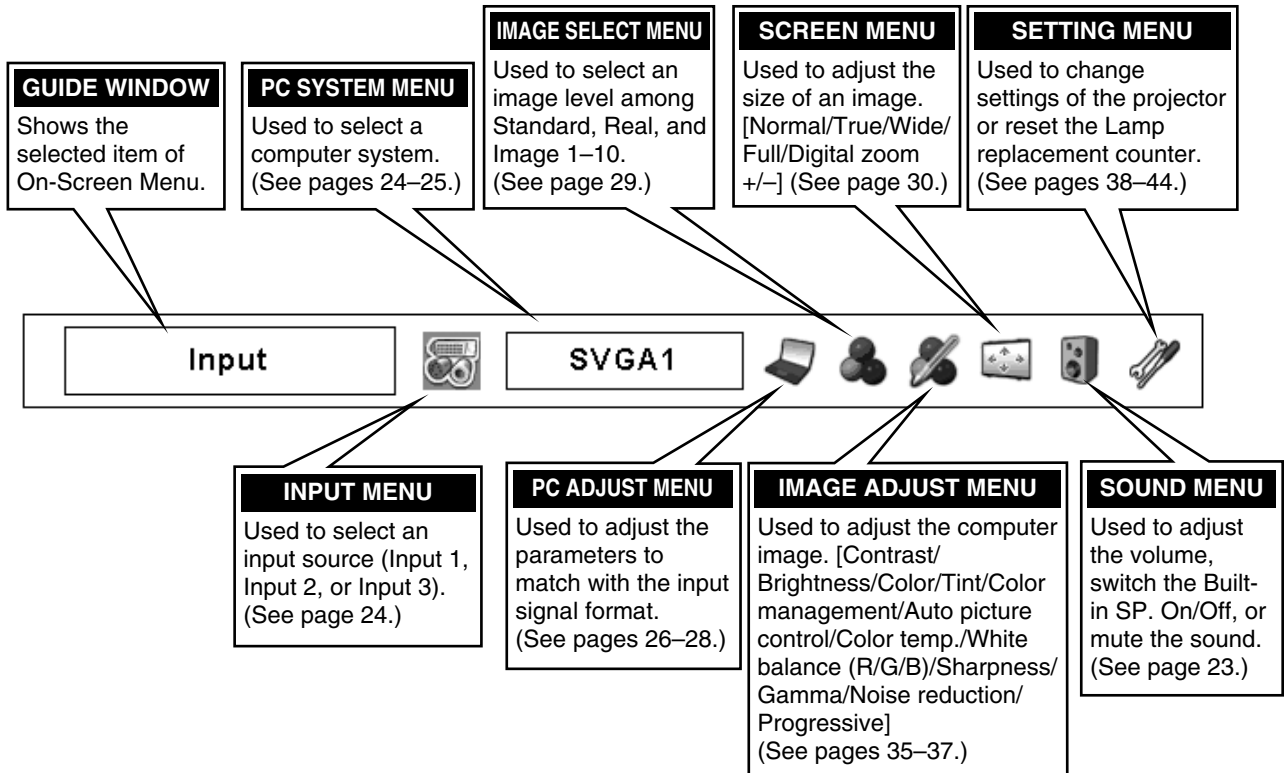 GUIDE WINDOW
Shows the
selected item of
On-Screen Menu.
PC SYSTEM MENU
Used to select a
computer system.
(See pages 24–25.)
IMAGE SELECT MENU
Used to select an
image level among
Standard, Real, and
Image 1–10.
(See page 29.)
SCREEN MENU
Used to adjust the
size of an image.
[Normal/True/Wide/
Full/Digital zoom
+/–] (See page 30.)
SETTING MENU
Used to change
settings of the projector
or reset the Lamp
replacement counter.
(See pages 38–44.)
Input
SVGA1
INPUT MENU
Used to select an
input source (Input 1,
Input 2, or Input 3).
(See page 24.)
PC ADJUST MENU
Used to adjust the
parameters to
match with the input
signal format.
(See pages 26–28.)
IMAGE ADJUST MENU
Used to adjust the computer
image. [Contrast/
Brightness/Color/Tint/Color
management/Auto picture
control/Color temp./White
balance (R/G/B)/Sharpness/
Gamma/Noise reduction/
Progressive]
(See pages 35–37.)
SOUND MENU
Used to adjust
the volume,
switch the Built-
in SP. On/Off, or
mute the sound.
(See page 23.)